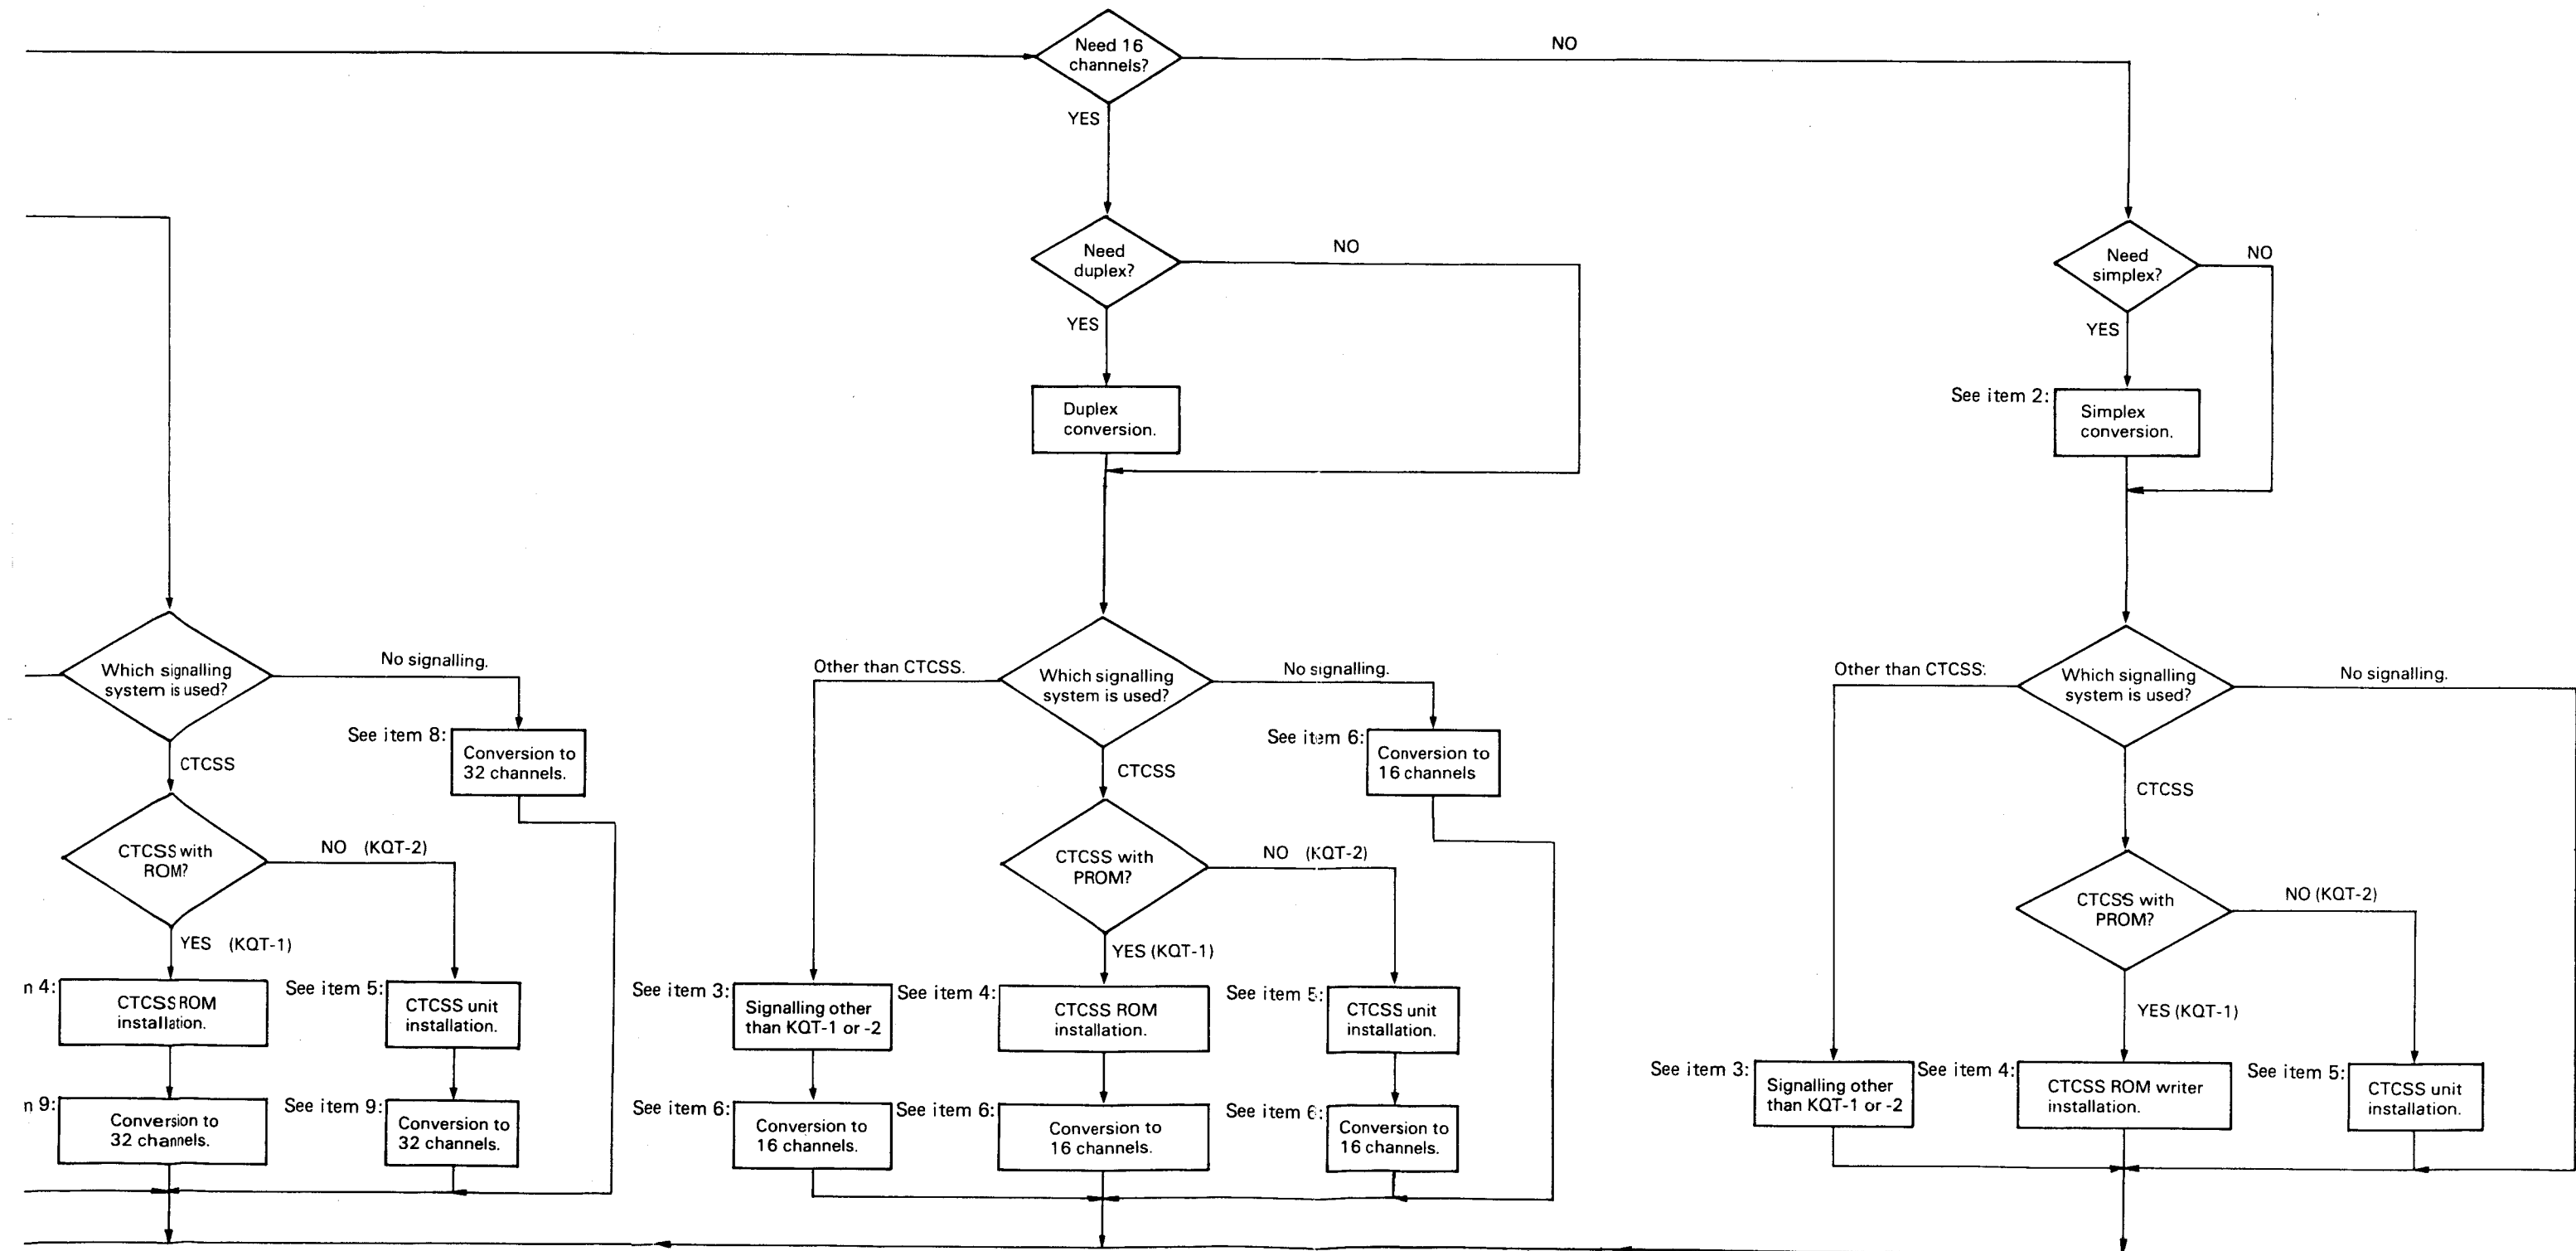 Need 16
channels?
NO
YES
Need
duplex?
NO
YES
Duplex
conversion.
Need
simplex?
NO
YES
See item 2:
Simplex
conversion.
Which signalling
system is used?
No signalling.
See item 8:
Conversion to
32 channels.
CTCSS
CTCSS with
ROM?
NO (KQT-2)
YES (KQT-1)
n 4:
CTCSS ROM
installation.
See item 5:
CTCSS unit
installation.
n 9:
Conversion to
32 channels.
See item 9:
Conversion to
32 channels.
Other than CTCSS.
Which signalling
system is used?
No signalling.
See item 6:
Conversion to
16 channels
CTCSS
CTCSS with
PROM?
NO (KQT-2)
YES (KQT-1)
See item 3:
Signalling other
than KQT-1 or -2
See item 4:
CTCSS ROM
installation.
See item 5:
CTCSS unit
installation.
See item 6:
Conversion to
16 channels.
See item 6:
Conversion to
16 channels.
See item 6:
Conversion to
16 channels.
Other than CTCSS:
Which signalling
system is used?
No signalling.
CTCSS
CTCSS with
PROM?
NO (KQT-2)
YES (KQT-1)
See item 3:
Signalling other
than KQT-1 or -2
See item 4:
CTCSS ROM writer
installation.
See item 5:
CTCSS unit
installation.